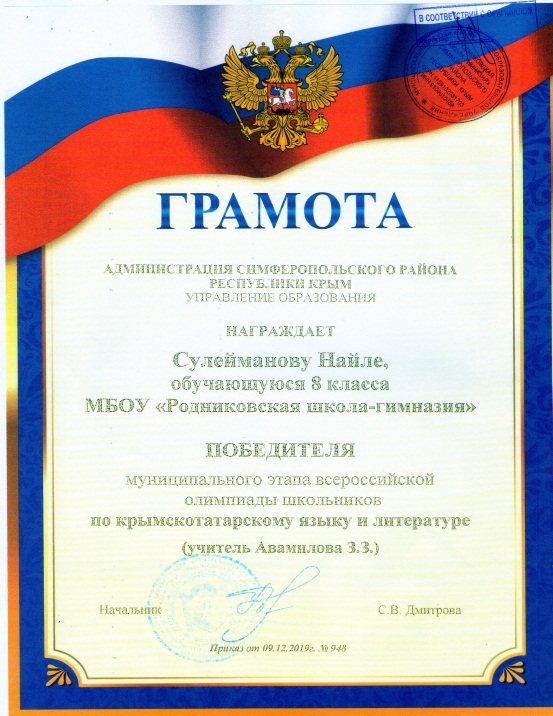 В СООТВЕТСТВИИ С ОРИГИНАЛОМ
ГРАМОТА
АДМИНИСТРАЦИЯ СИМФЕРОПОЛЬСКОГО РАЙОНА
РЕСПУБЛИКИ КРЫМ
УПРАВЛЕНИЕ ОБРАЗОВАНИЯ
НАГРАЖДАЕТ
Сулейманову Найле,
обучающуюся 8 класса
МБОУ «Родниковская школа-гимназия»
ПОБЕДИТЕЛЯ
муниципального этапа всероссийской
олимпиады школьников
по крымскотатарскому языку и литературе
(учитель Авамилова З.З.)
Начальник С.В. Дмитрова
Приказ от 09.12.2019г. № 948